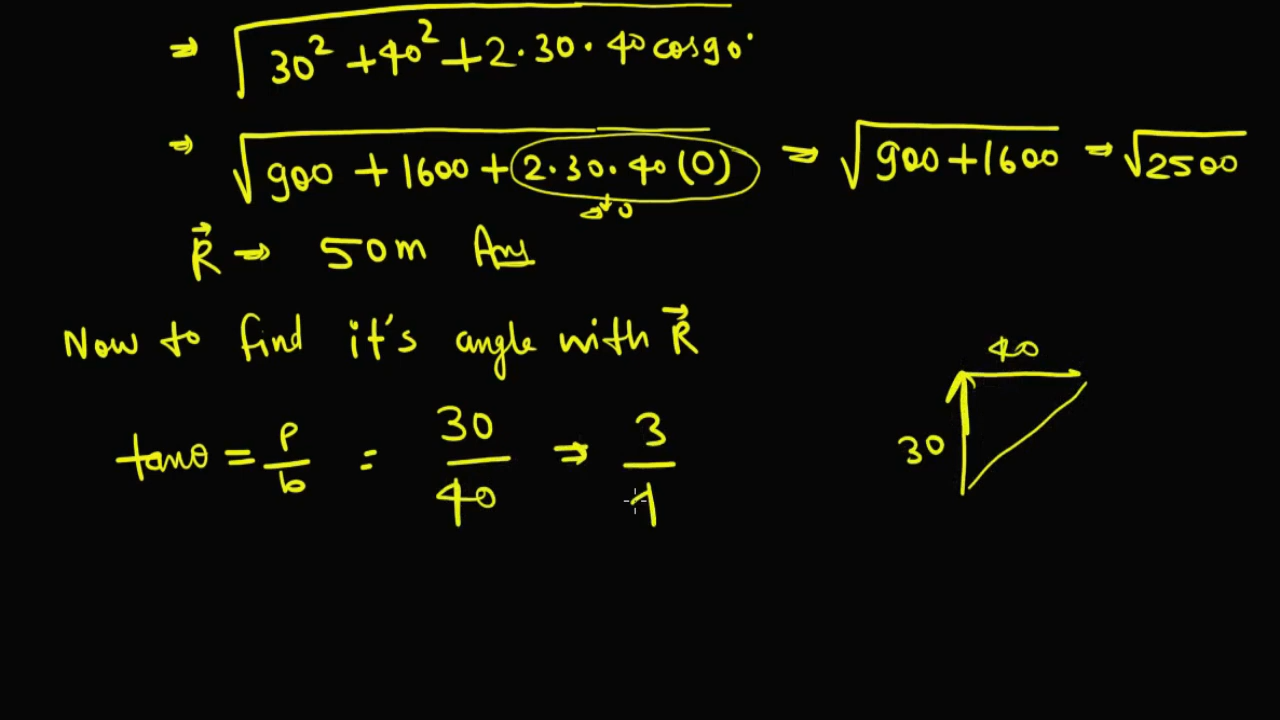 ⇒ √30² + 40² + 2·30·40 cos90°
⇒ √900 + 1600 + 2·30·40(0) ⇒ √900+1600 ⇒ √2500
0
R⃗ ⇒ 50m Ans
Now to find it's angle with R⃗
40
tanθ = P/b = 30/40 ⇒ 3/4
30